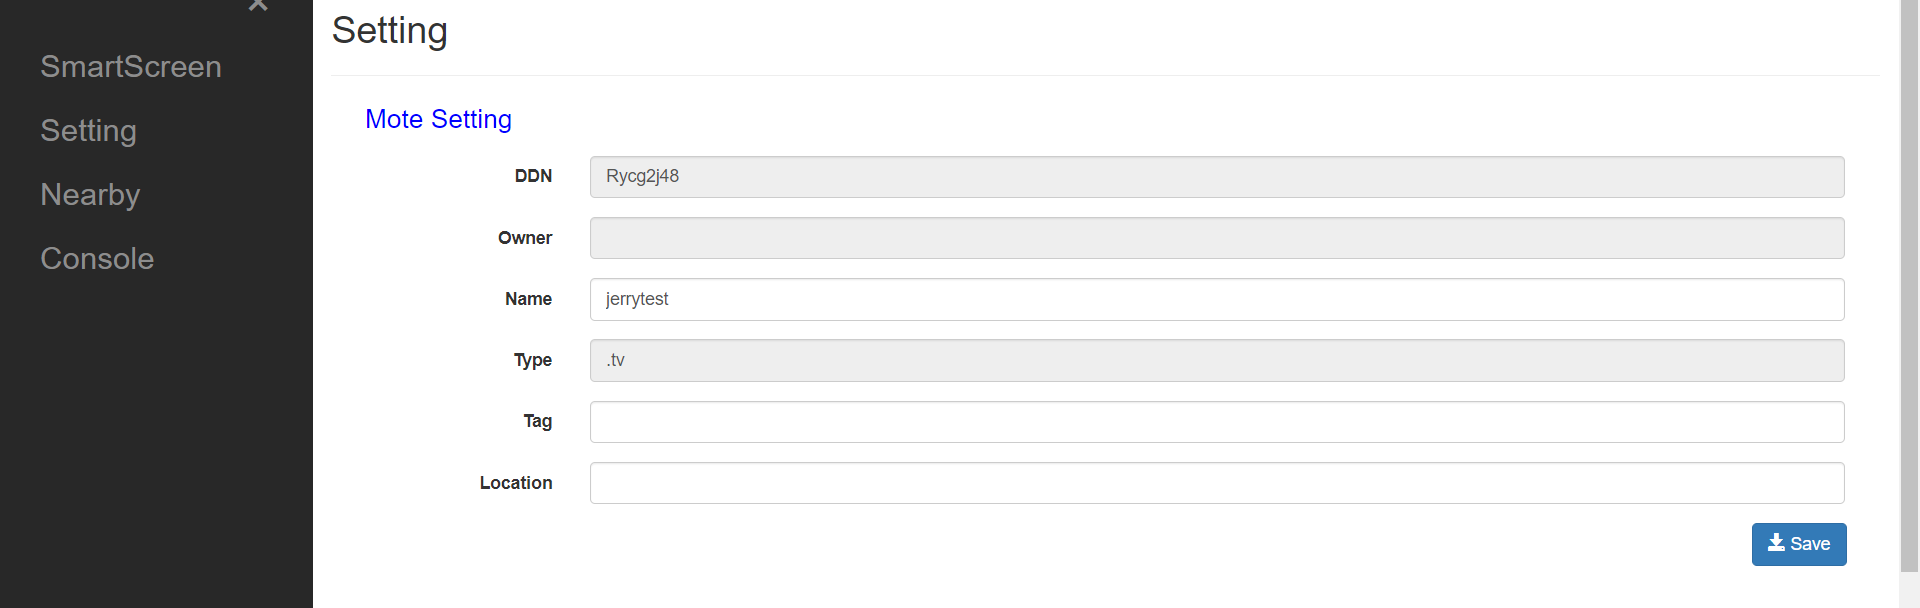 SmartScreen
Setting
Nearby
Console
Setting
Mote Setting
DDN Rycg2j48
Owner
Name jerrytest
Type .tv
Tag
Location
Save